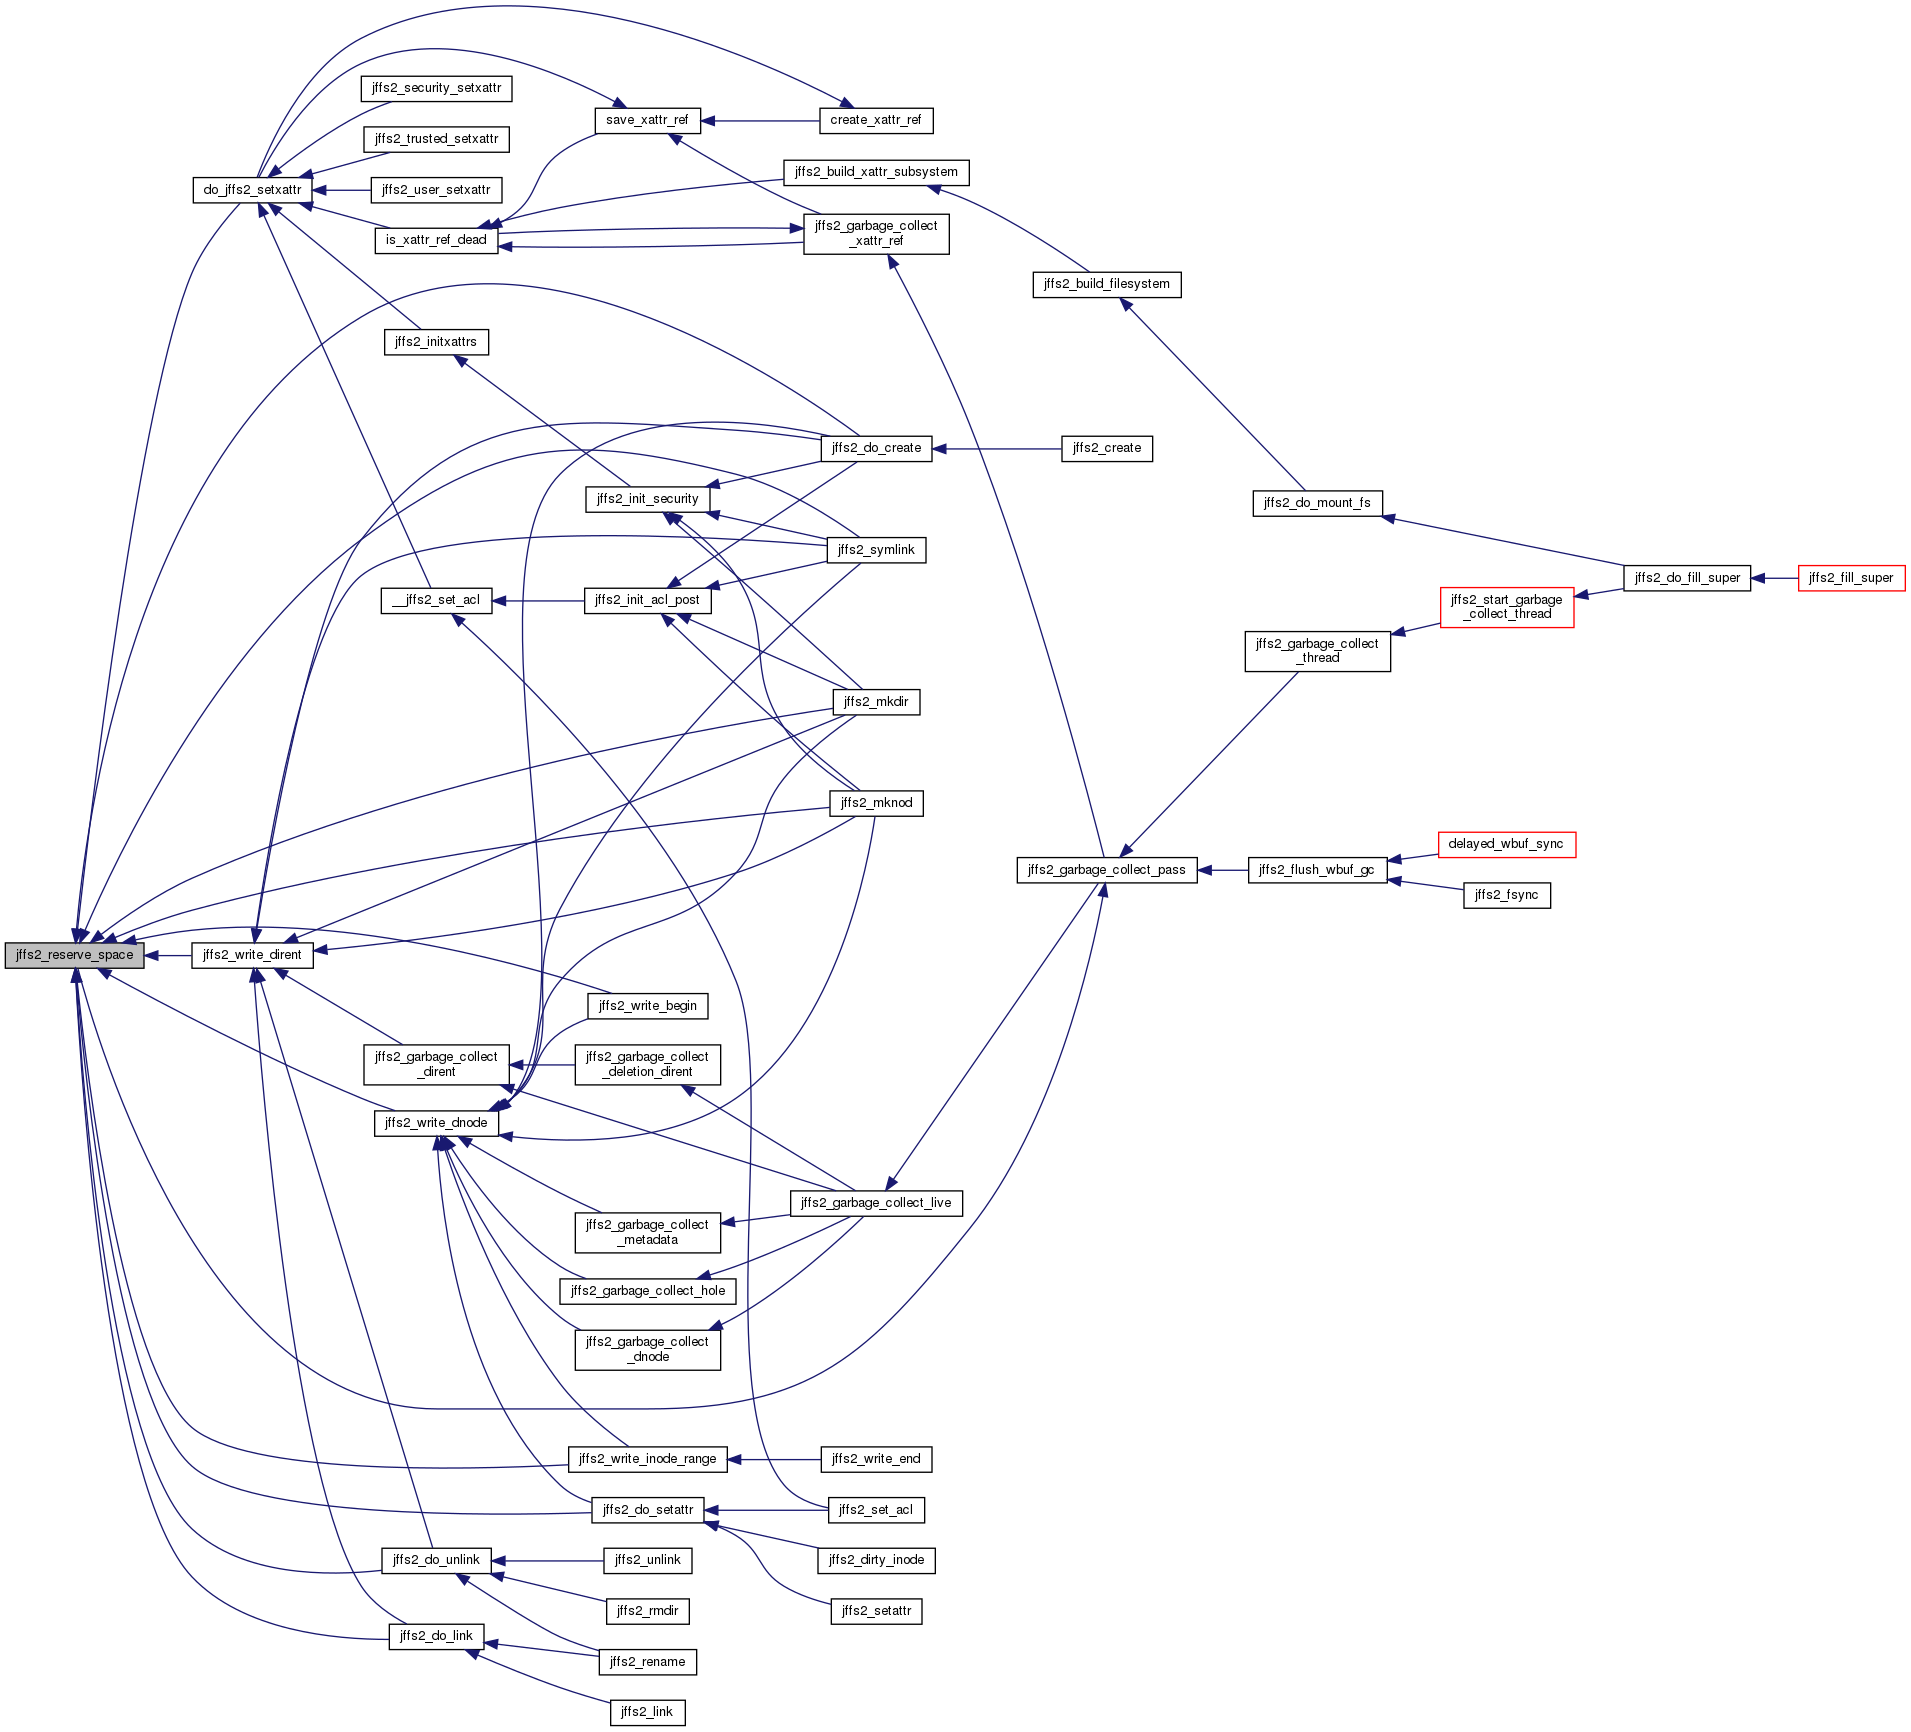 jffs2_security_setxattr
save_xattr_ref
create_xattr_ref
jffs2_trusted_setxattr
jffs2_build_xattr_subsystem
do_jffs2_setxattr
jffs2_user_setxattr
jffs2_garbage_collect
_xattr_ref
is_xattr_ref_dead
jffs2_build_filesystem
jffs2_initxattrs
jffs2_do_create
jffs2_create
jffs2_init_security
jffs2_do_mount_fs
jffs2_symlink
jffs2_do_fill_super
jffs2_fill_super
__jffs2_set_acl
jffs2_init_acl_post
jffs2_start_garbage
_collect_thread
jffs2_garbage_collect
_thread
jffs2_mkdir
jffs2_mknod
delayed_wbuf_sync
jffs2_garbage_collect_pass
jffs2_flush_wbuf_gc
jffs2_fsync
jffs2_reserve_space
jffs2_write_dirent
jffs2_write_begin
jffs2_garbage_collect
_dirent
jffs2_garbage_collect
_deletion_dirent
jffs2_write_dnode
jffs2_garbage_collect_live
jffs2_garbage_collect
_metadata
jffs2_garbage_collect_hole
jffs2_garbage_collect
_dnode
jffs2_write_inode_range
jffs2_write_end
jffs2_do_setattr
jffs2_set_acl
jffs2_do_unlink
jffs2_unlink
jffs2_dirty_inode
jffs2_rmdir
jffs2_setattr
jffs2_do_link
jffs2_rename
jffs2_link